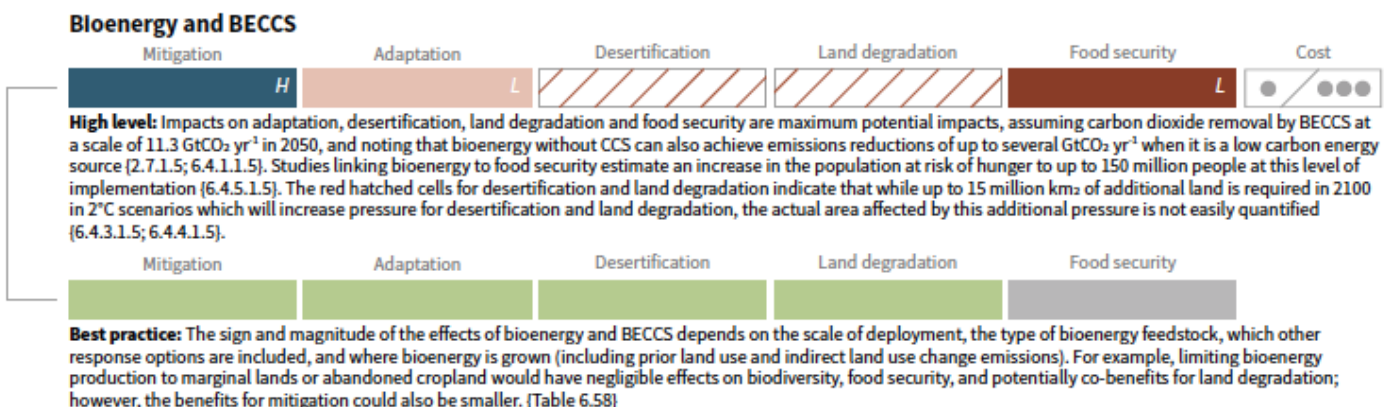 Bioenergy and BECCS
Mitigation Adaptation Desertification Land degradation Food security Cost
H L L
High level: Impacts on adaptation, desertification, land degradation and food security are maximum potential impacts, assuming carbon dioxide removal by BECCS at
a scale of 11.3 GtCO₂ yr⁻¹ in 2050, and noting that bioenergy without CCS can also achieve emissions reductions of up to several GtCO₂ yr⁻¹ when it is a low carbon energy
source {2.7.1.5; 6.4.1.1.5}. Studies linking bioenergy to food security estimate an increase in the population at risk of hunger to up to 150 million people at this level of
implementation {6.4.5.1.5}. The red hatched cells for desertification and land degradation indicate that while up to 15 million km₂ of additional land is required in 2100
in 2°C scenarios which will increase pressure for desertification and land degradation, the actual area affected by this additional pressure is not easily quantified
{6.4.3.1.5; 6.4.4.1.5}.
Mitigation Adaptation Desertification Land degradation Food security
Best practice: The sign and magnitude of the effects of bioenergy and BECCS depends on the scale of deployment, the type of bioenergy feedstock, which other
response options are included, and where bioenergy is grown (including prior land use and indirect land use change emissions). For example, limiting bioenergy
production to marginal lands or abandoned cropland would have negligible effects on biodiversity, food security, and potentially co-benefits for land degradation;
however, the benefits for mitigation could also be smaller. {Table 6.58}